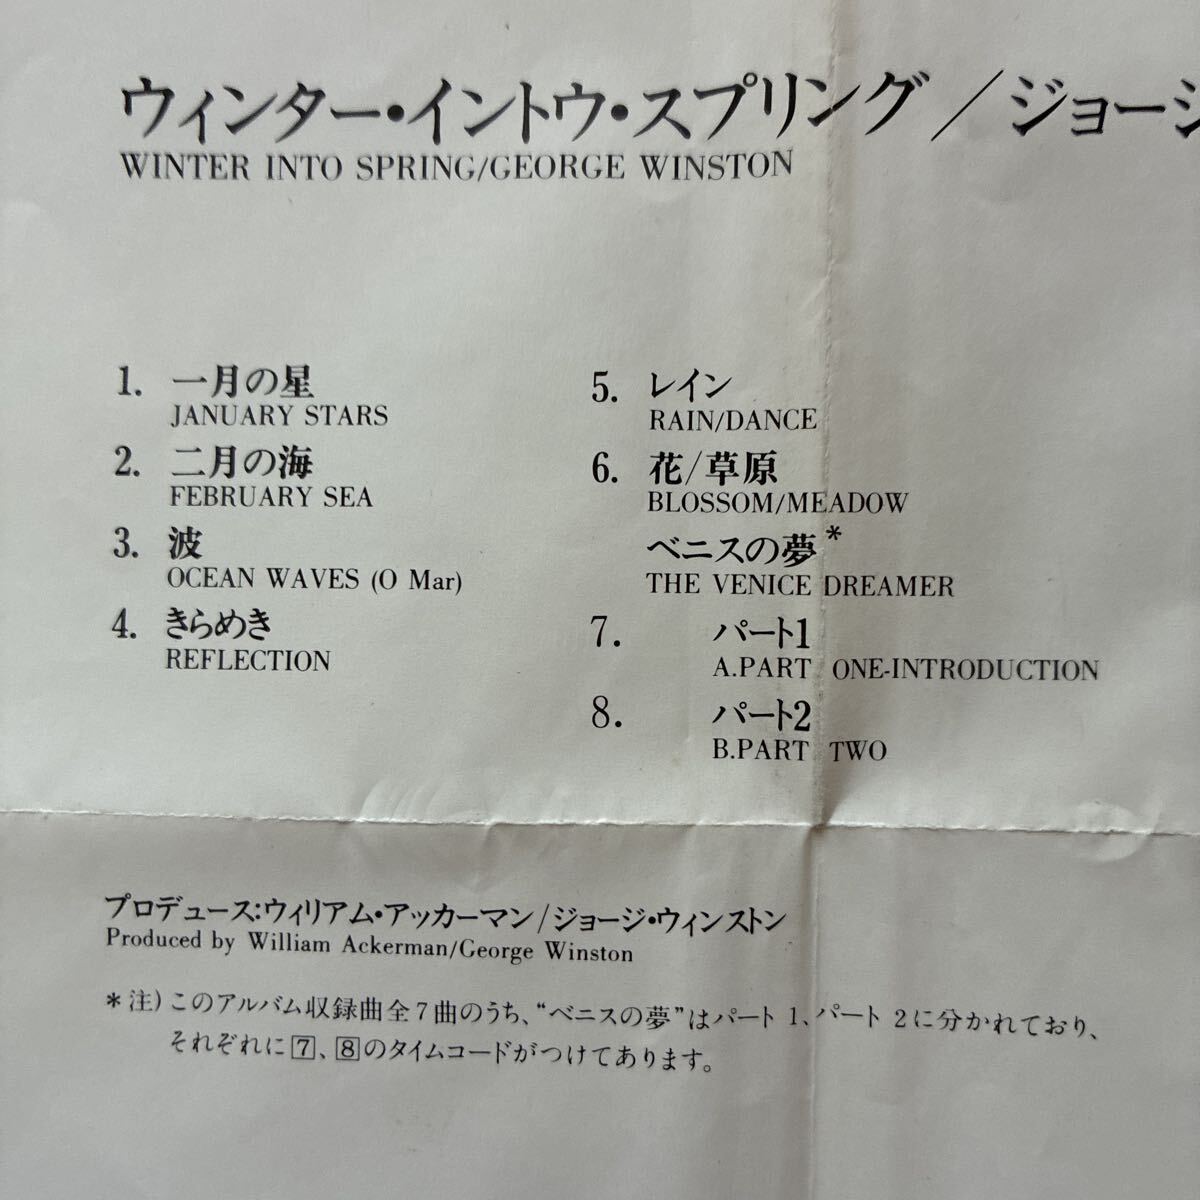 ウィンター・イントウ・スプリング／ジョージ
WINTER INTO SPRING/GEORGE WINSTON
1. 一月の星
JANUARY STARS
2. 二月の海
FEBRUARY SEA
3. 波
OCEAN WAVES (O Mar)
4. きらめき
REFLECTION
5. レイン
RAIN/DANCE
6. 花/草原
BLOSSOM/MEADOW
ベニスの夢*
THE VENICE DREAMER
7. パート1
A.PART ONE-INTRODUCTION
8. パート2
B.PART TWO
プロデュース:ウィリアム・アッカーマン/ジョージ・ウィンストン
Produced by William Ackerman/George Winston
*注)このアルバム収録曲全7曲のうち、“ベニスの夢”はパート 1、パート 2に分かれており、
それぞれに7、8のタイムコードがつけてあります。